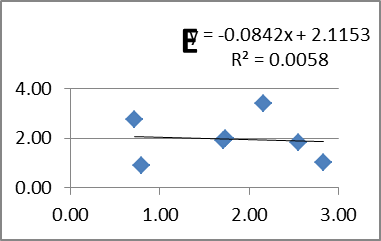 E = -0.0842x + 2.1153
R² = 0.0058
4.00
2.00
0.00
0.00 1.00 2.00 3.00